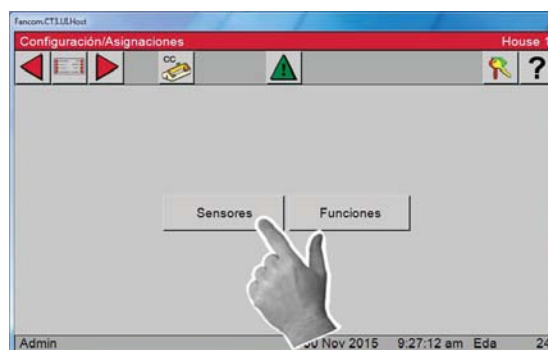 Fancom.CT3.UI.Host
Configuración/Asignaciones House 1
CC
?
Sensores Funciones
Admin Nov 2015 9:27:12 am Eda 24